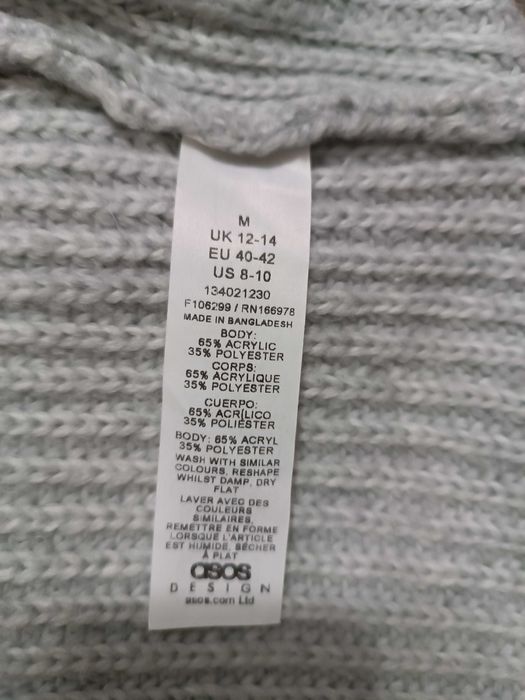 M
UK 12-14
EU 40-42
US 8-10
134021230
F106299 / RN166978
MADE IN BANGLADESH
BODY:
65% ACRYLIC
35% POLYESTER
CORPS:
65% ACRYLIQUE
35% POLYESTER
CUERPO:
65% ACRÍLICO
35% POLIÉSTER
BODY: 65% ACRYL
35% POLYESTER
WASH WITH SIMILAR
COLOURS, RESHAPE
WHILST DAMP, DRY
FLAT
LAVER AVEC DES
COULEURS
SIMILAIRES,
REMETTRE EN FORME
LORSQUE L'ARTICLE
EST HUMIDE, SÉCHER
À PLAT
asos
DESIGN
asos.com Ltd